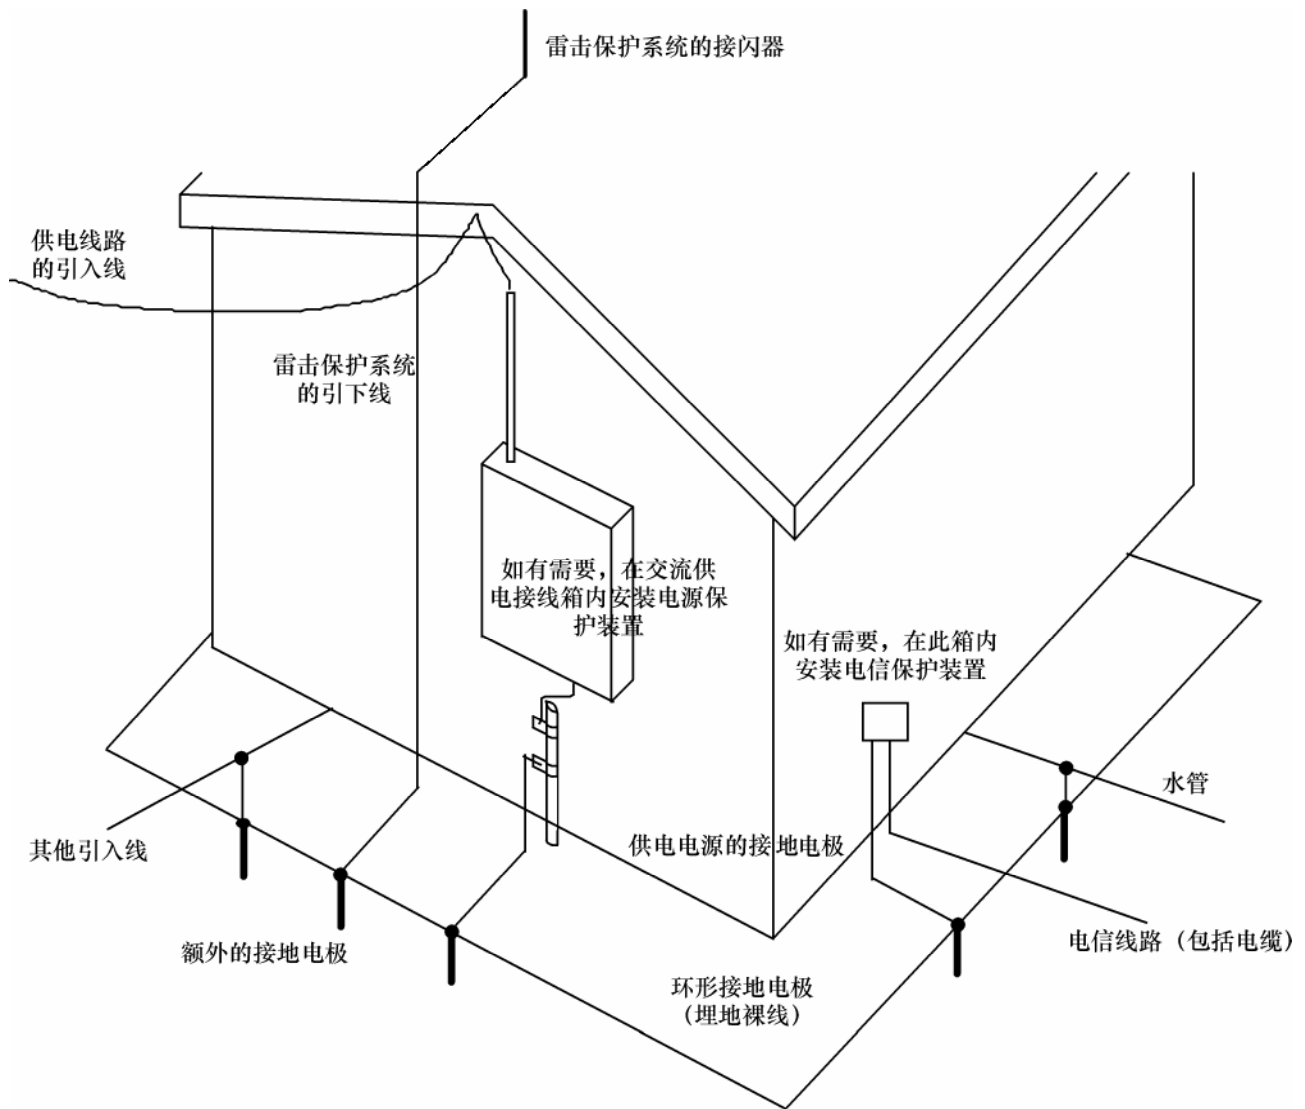 雷击保护系统的接闪器
供电线路
的引入线
雷击保护系统
的引下线
如有需要，在交流供
电接线箱内安装电源保
护装置
如有需要，在此箱内
安装电信保护装置
水管
其他引入线
供电电源的接地电极
额外的接地电极
电信线路（包括电缆）
环形接地电极
（埋地裸线）